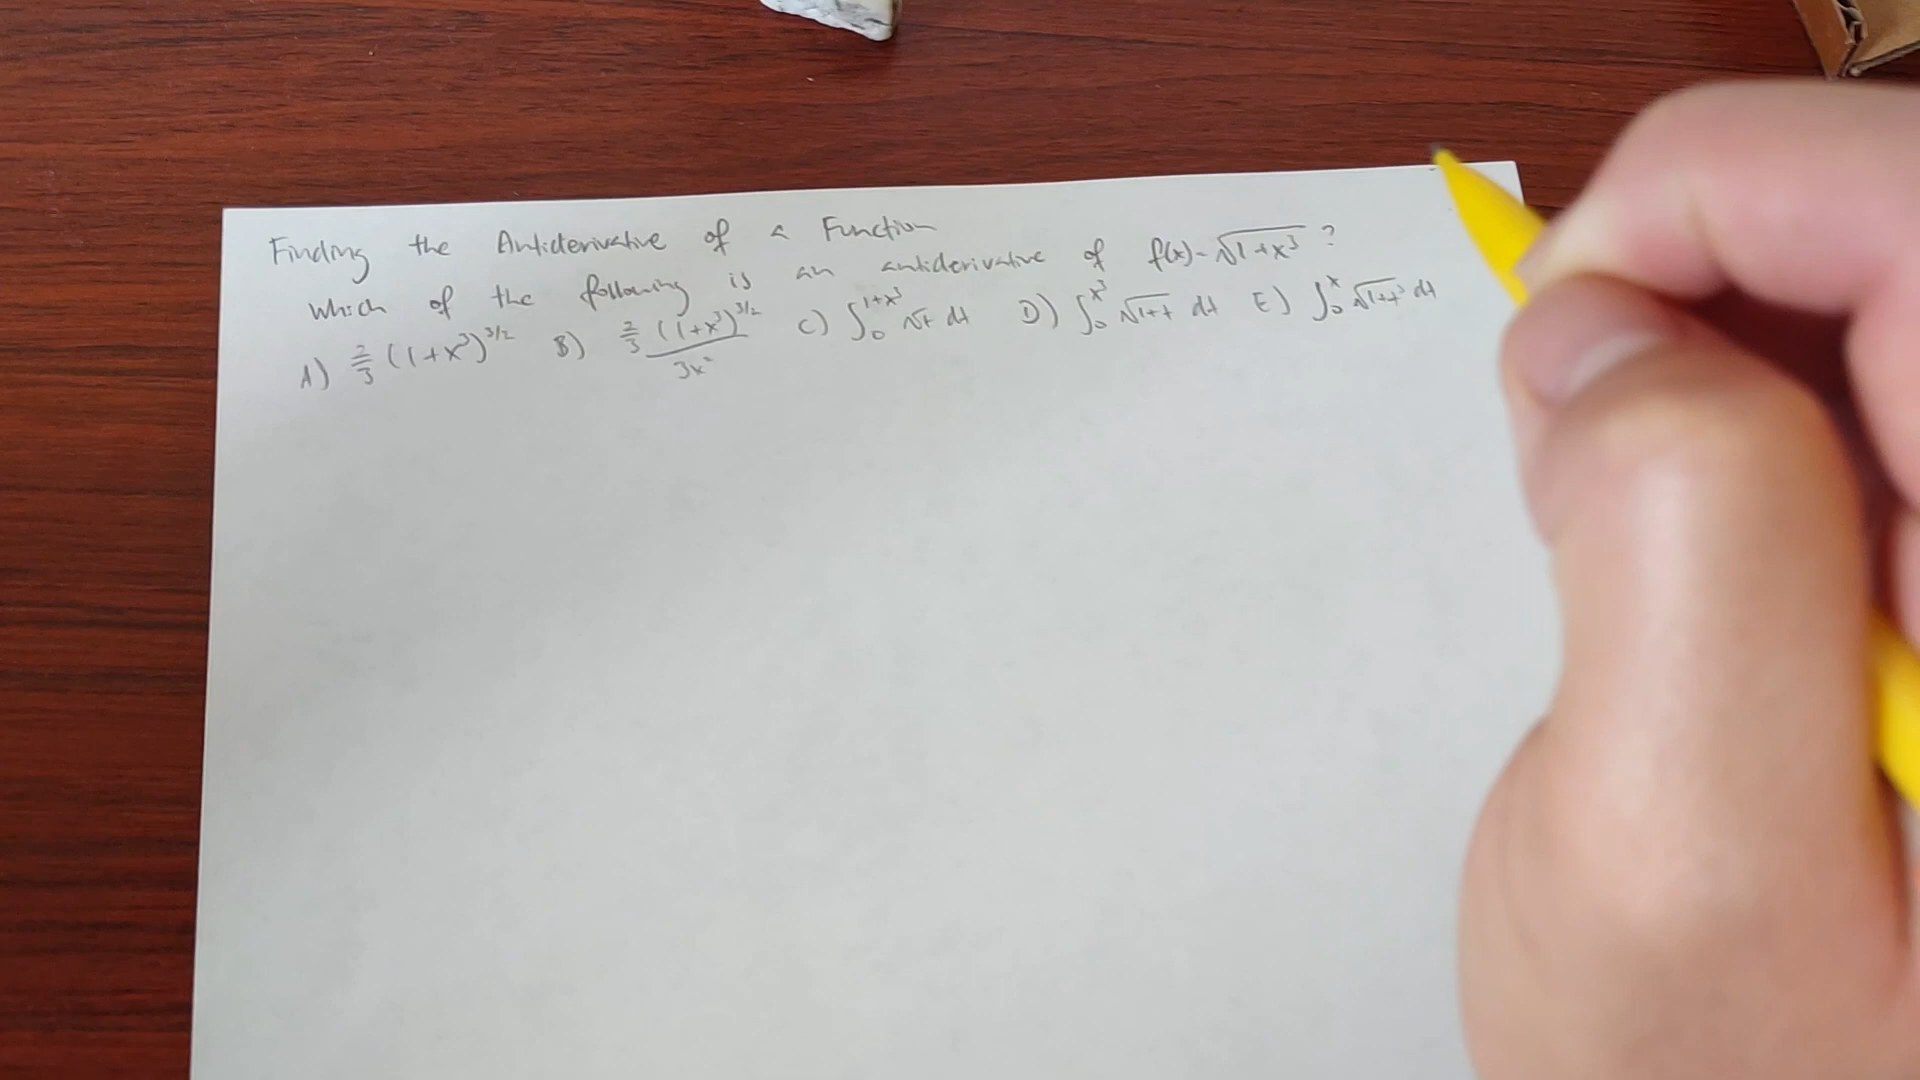 Finding the Antiderivative of a Function
Which of the following is an antiderivative of f(x)=√(1+x³)?
A) 2/3 (1+x³)^(3/2) B) (2/3 (1+x³)^(3/2))/(3x²) C) ∫₀^(1+x³) √t dt D) ∫₀^(x³) √(1+t) dt E) ∫₀^x √(1+t³) dt